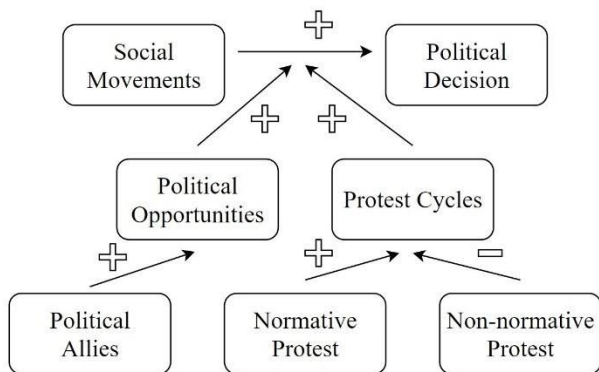 Social
Movements
Political
Decision
Political
Opportunities
Protest Cycles
Political
Allies
Normative
Protest
Non-normative
Protest